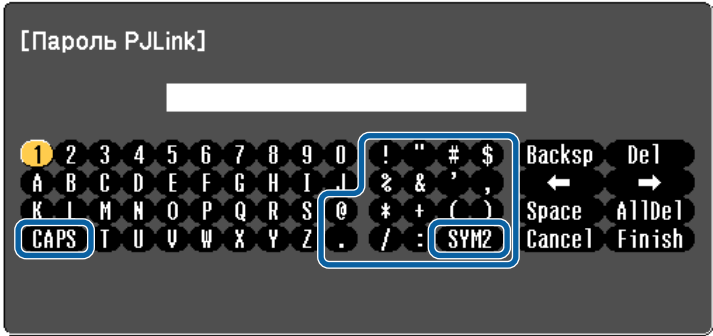 [Пароль PJLink]
1 2 3 4 5 6 7 8 9 0 ! " # $ Backsp Del
A B C D E F G H I J % & ' , ← →
K L M N O P Q R S @ * + ( ) Space AllDel
CAPS T U V W X Y Z . / : SYM2 Cancel Finish